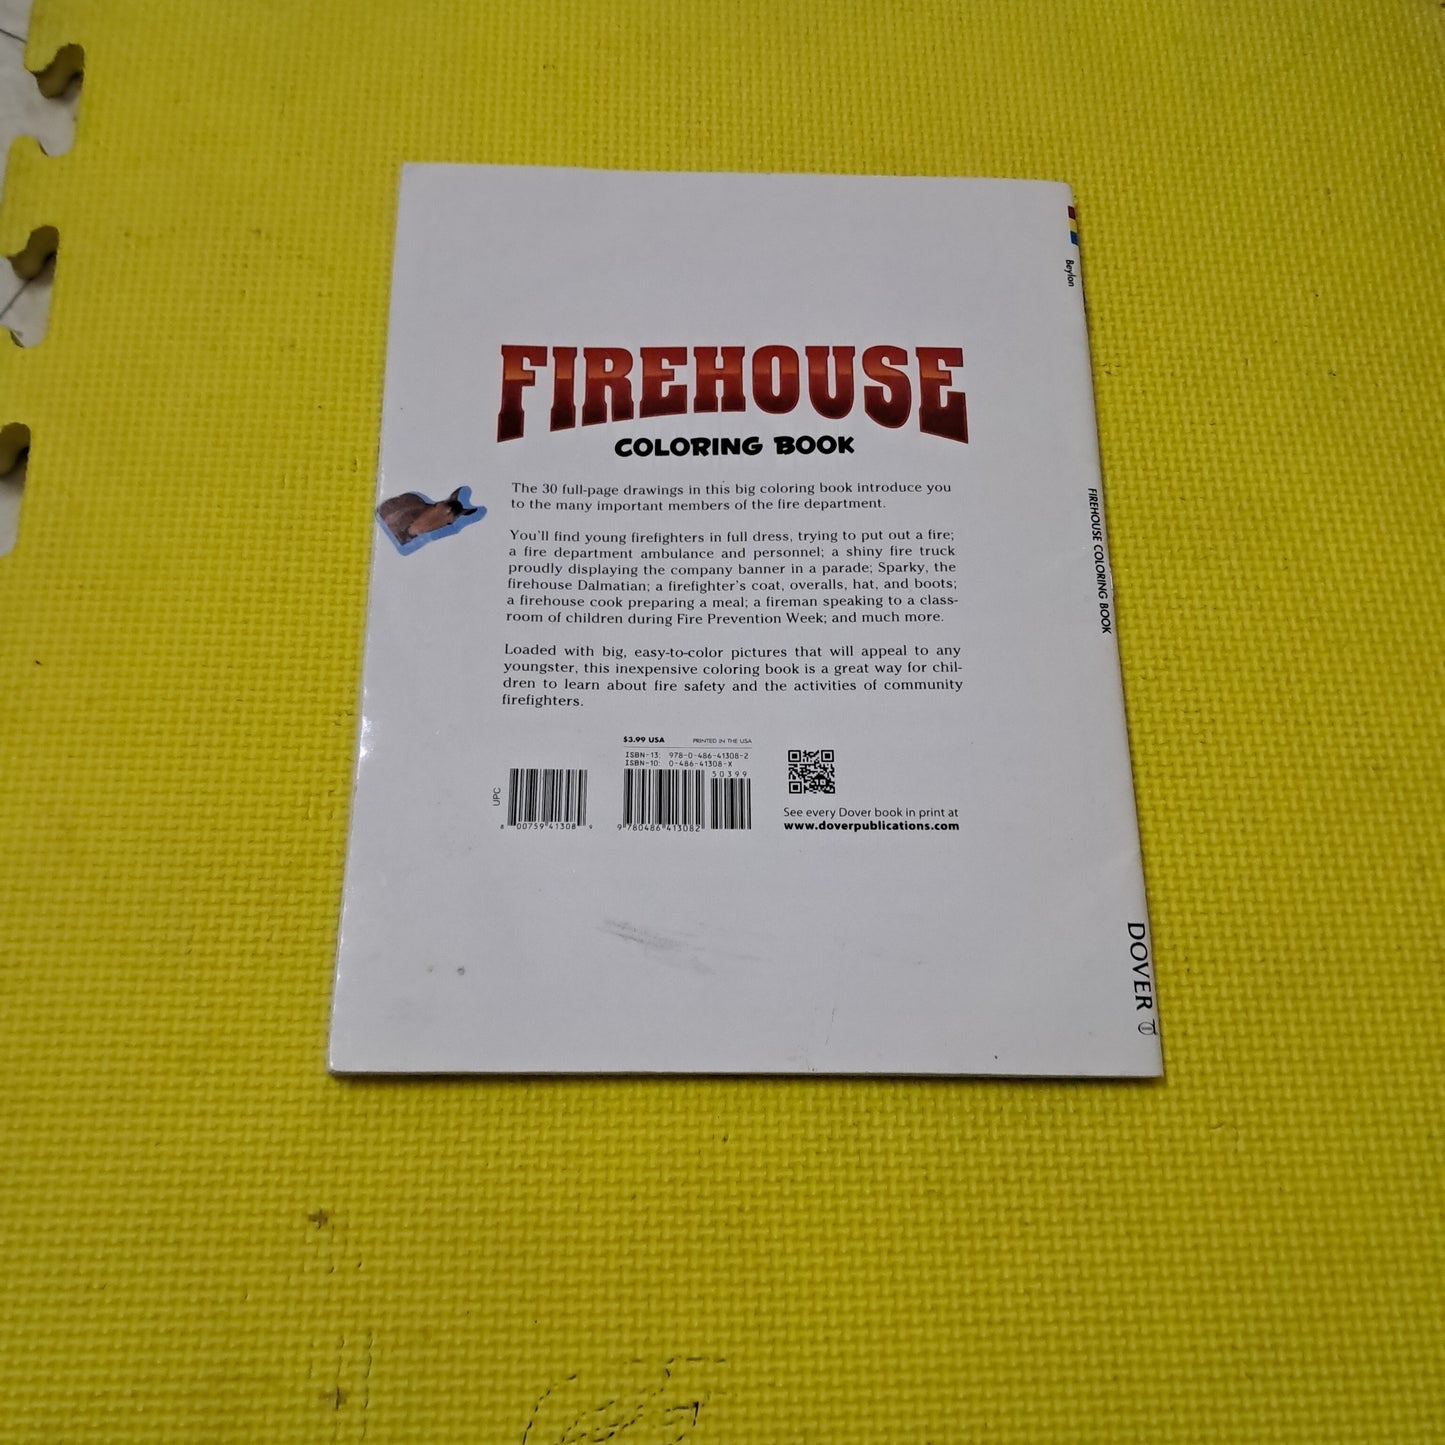 FIREHOUSE
COLORING BOOK
The 30 full-page drawings in this big coloring book introduce you
to the many important members of the fire department.
You'll find young firefighters in full dress, trying to put out a fire;
a fire department ambulance and personnel; a shiny fire truck
proudly displaying the company banner in a parade; Sparky, the
firehouse Dalmatian; a firefighter's coat, overalls, hat, and boots;
a firehouse cook preparing a meal; a fireman speaking to a class-
room of children during Fire Prevention Week; and much more.
Loaded with big, easy-to-color pictures that will appeal to any
youngster, this inexpensive coloring book is a great way for chil-
dren to learn about fire safety and the activities of community
firefighters.
$3.99 USA PRINTED IN THE USA
ISBN-13: 978-0-486-41308-2
ISBN-10: 0-486-41308-X
50399
UPC
8 00759 41308 9
9 780486 413082
See every Dover book in print at
www.doverpublications.com
Beylon
FIREHOUSE COLORING BOOK
DOVER